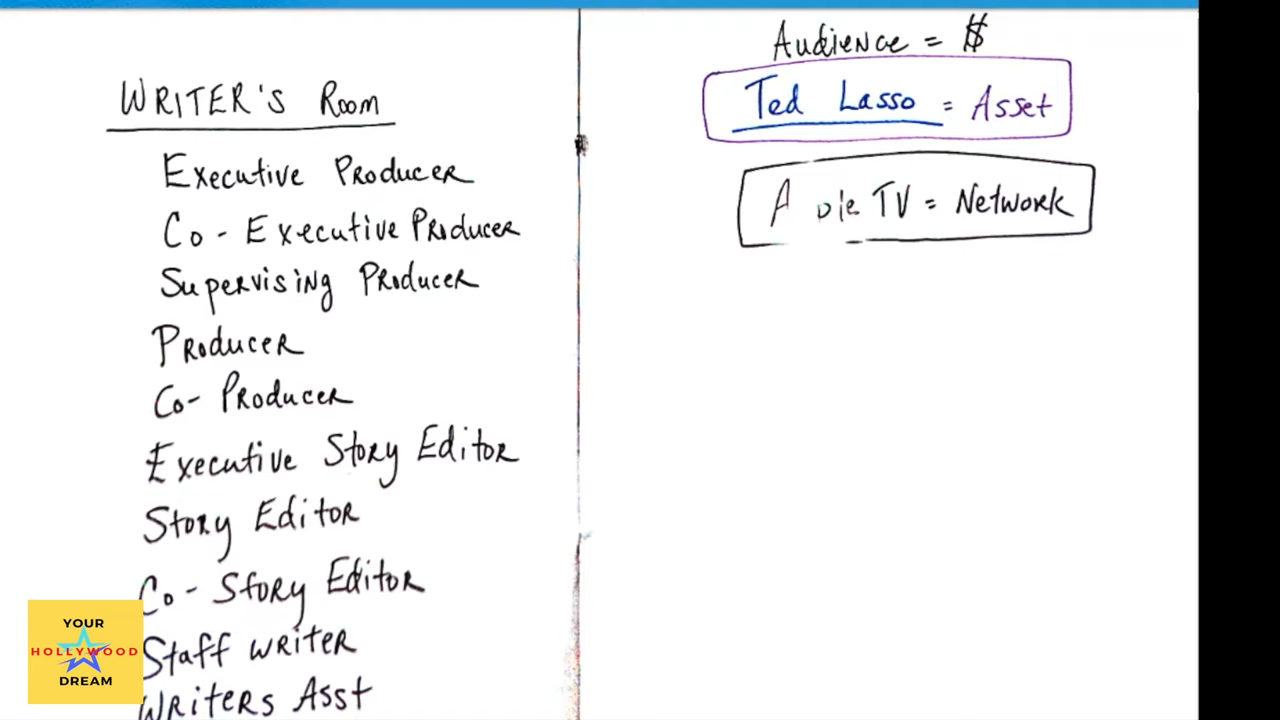 WRITER'S Room
Executive Producer
Co-Executive Producer
Supervising Producer
Producer
Co-Producer
Executive Story Editor
Story Editor
Co-Story Editor
Staff writer
Writers Asst
Audience = $
Ted Lasso = Asset
TV = Network
YOUR
HOLLYWOOD
DREAM